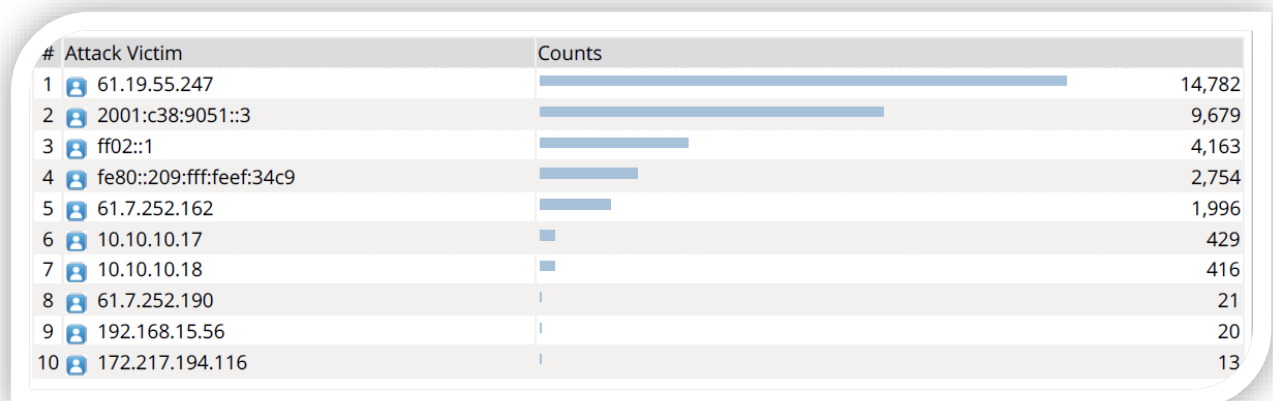 # Attack Victim Counts
1 61.19.55.247 14,782
2 2001:c38:9051::3 9,679
3 ff02::1 4,163
4 fe80::209:fff:feef:34c9 2,754
5 61.7.252.162 1,996
6 10.10.10.17 429
7 10.10.10.18 416
8 61.7.252.190 21
9 192.168.15.56 20
10 172.217.194.116 13